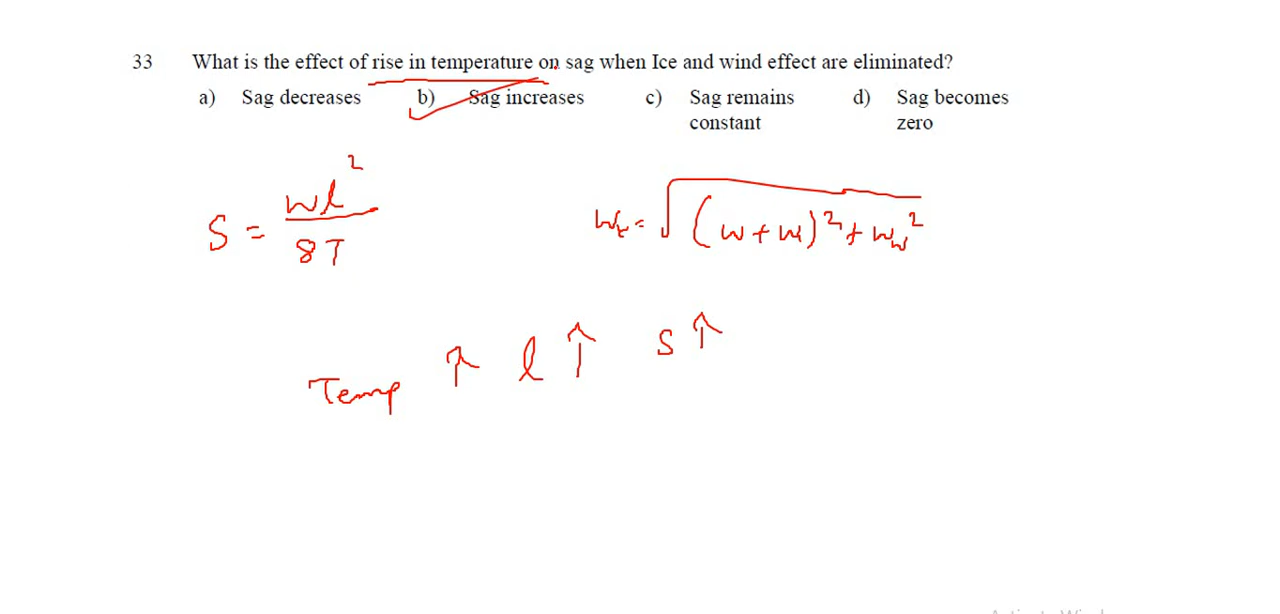 33 What is the effect of rise in temperature on sag when Ice and wind effect are eliminated?
a) Sag decreases b) Sag increases c) Sag remains constant d) Sag becomes zero
S = wl²/8T
Wt = √(w+wi)²+ww²
Temp ↑ l ↑ s ↑